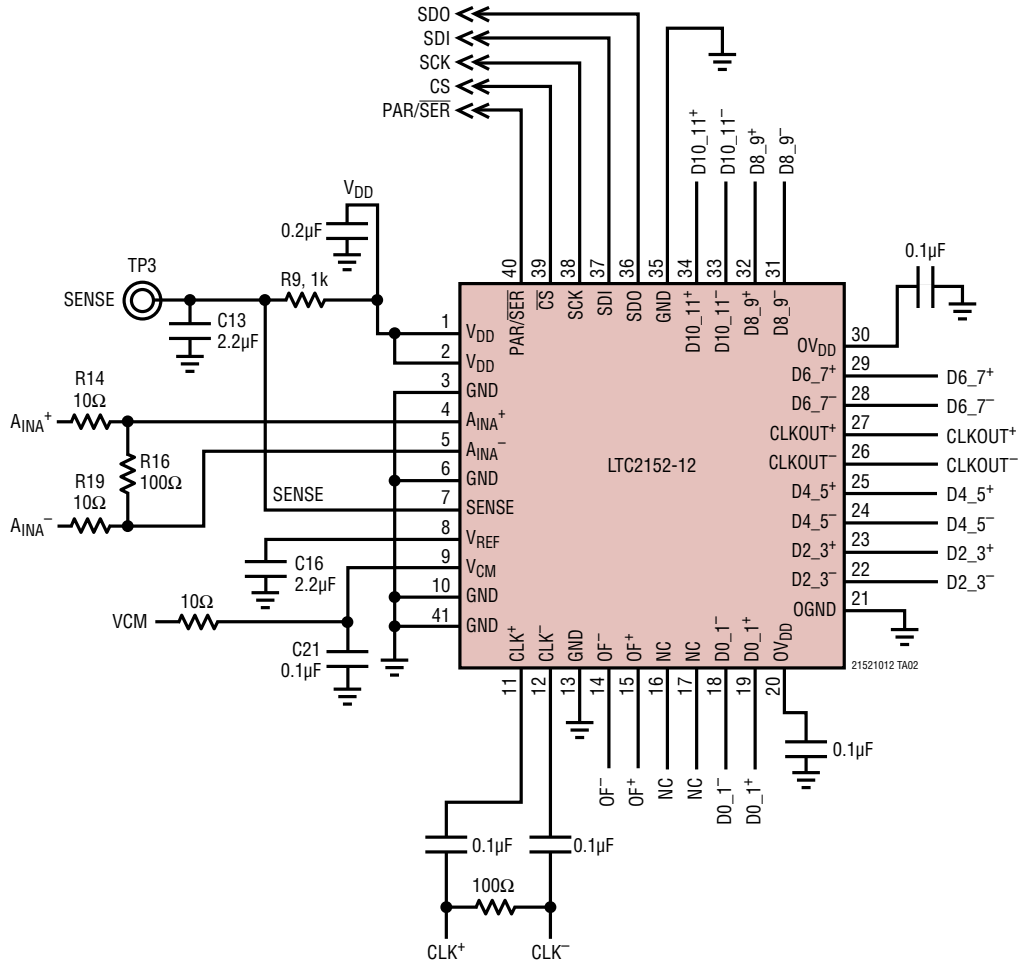 SDO
SDI
SCK
CS
PAR/SER
D10_11+
D10_11–
D8_9+
D8_9–
VDD
0.2µF
TP3
SENSE
R9, 1k
C13
2.2µF
R14
10Ω
AINA+
R16
100Ω
R19
10Ω
AINA–
SENSE
C16
2.2µF
10Ω
VCM
C21
0.1µF
40
39
38
37
36
35
34
33
32
31
PAR/SER
CS
SCK
SDI
SDO
GND
D10_11+
D10_11–
D8_9+
D8_9–
1 VDD
2 VDD
3 GND
4 AINA+
5 AINA–
6 GND
7 SENSE
8 VREF
9 VCM
10 GND
41 GND
LTC2152-12
0.1µF
OVDD 30
D6_7+ 29 D6_7+
D6_7– 28 D6_7–
CLKOUT+ 27 CLKOUT+
CLKOUT– 26 CLKOUT–
D4_5+ 25 D4_5+
D4_5– 24 D4_5–
D2_3+ 23 D2_3+
D2_3– 22 D2_3–
OGND 21
21521012 TA02
CLK+
CLK–
GND
OF–
OF+
NC
NC
D0_1–
D0_1+
OVDD
11
12
13
14
15
16
17
18
19
20
0.1µF
OF–
OF+
NC
NC
D0_1–
D0_1+
0.1µF
0.1µF
100Ω
CLK+
CLK–